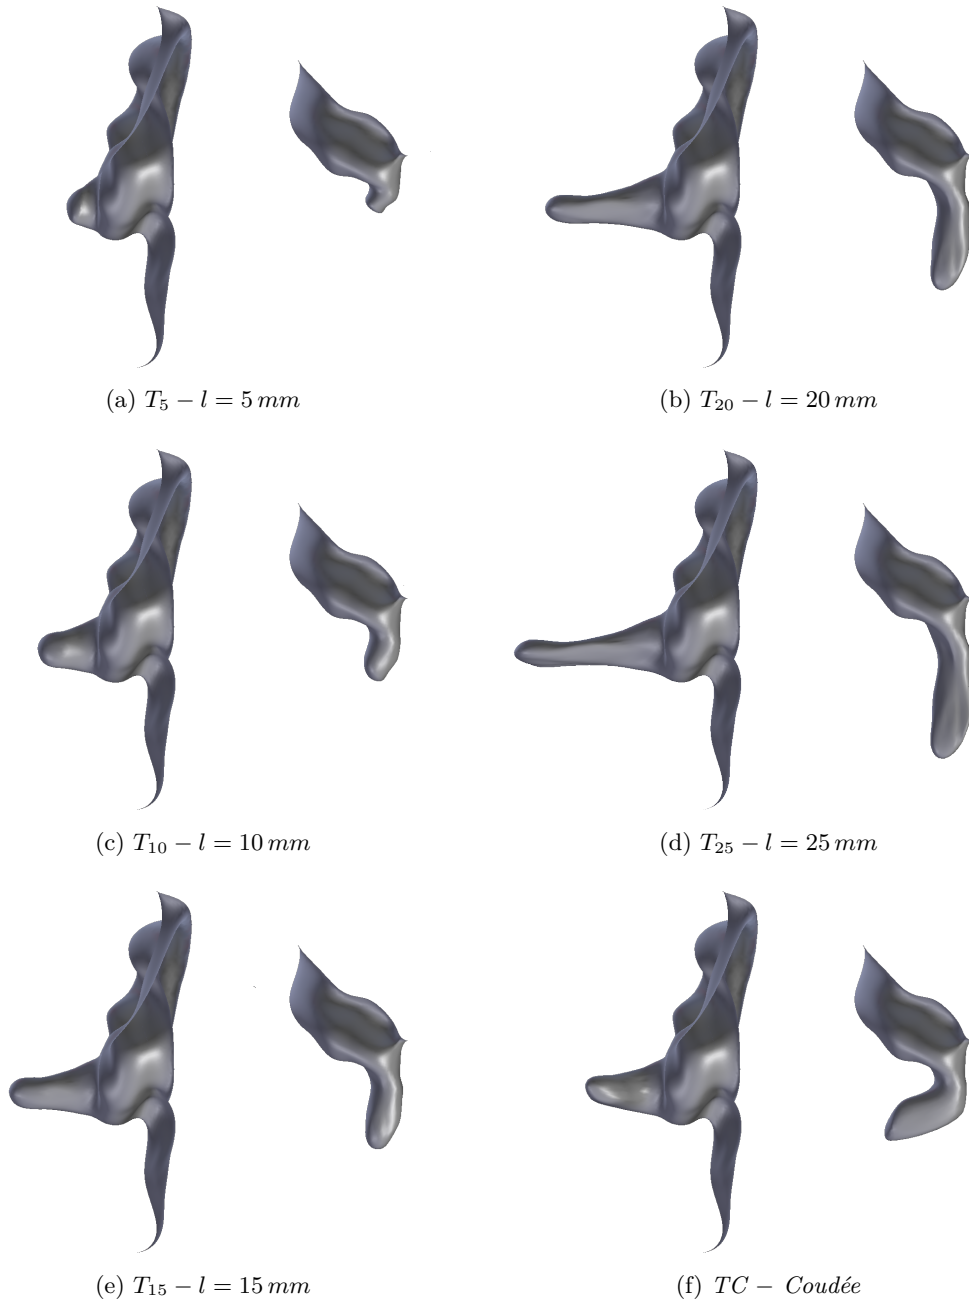 (a) T₅ − l = 5 mm
(b) T₂₀ − l = 20 mm
(c) T₁₀ − l = 10 mm
(d) T₂₅ − l = 25 mm
(e) T₁₅ − l = 15 mm
(f) TC − Coudée